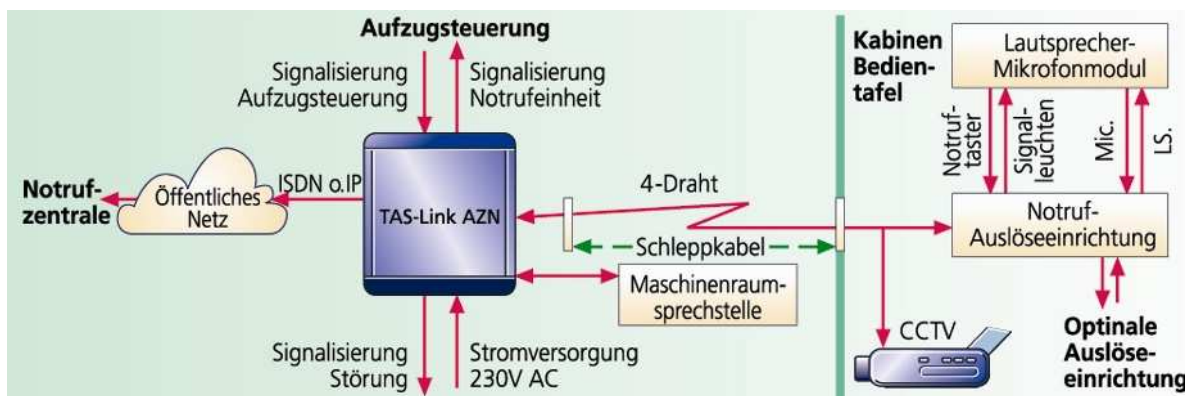 Aufzugsteuerung
Signalisierung
Aufzugsteuerung
Signalisierung
Notrufeinheit
Notruf-
zentrale
Öffentliches
Netz
ISDN o.IP
TAS-Link AZN
4-Draht
Schleppkabel
Maschinenraum-
sprechstelle
Signalisierung
Störung
Stromversorgung
230V AC
Kabinen
Bedien-
tafel
Lautsprecher-
Mikrofonmodul
Notruf-
taster
Signal-
leuchten
Mic.
LS.
Notruf-
Auslöseeinrichtung
CCTV
Optinale
Auslöse-
einrichtung